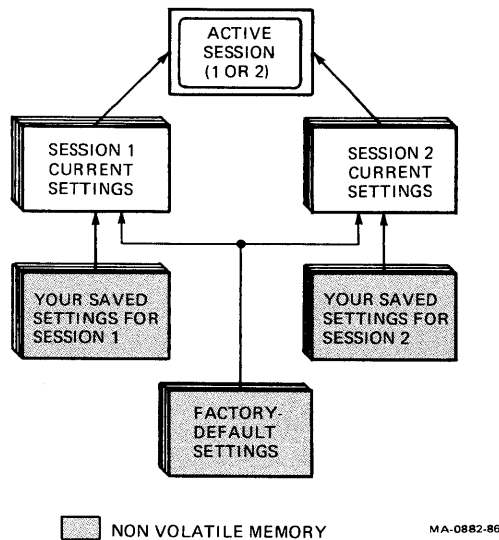 ACTIVE
SESSION
(1 OR 2)
SESSION 1
CURRENT
SETTINGS
SESSION 2
CURRENT
SETTINGS
YOUR SAVED
SETTINGS FOR
SESSION 1
YOUR SAVED
SETTINGS FOR
SESSION 2
FACTORY-
DEFAULT
SETTINGS
NON VOLATILE MEMORY
MA-0882-86